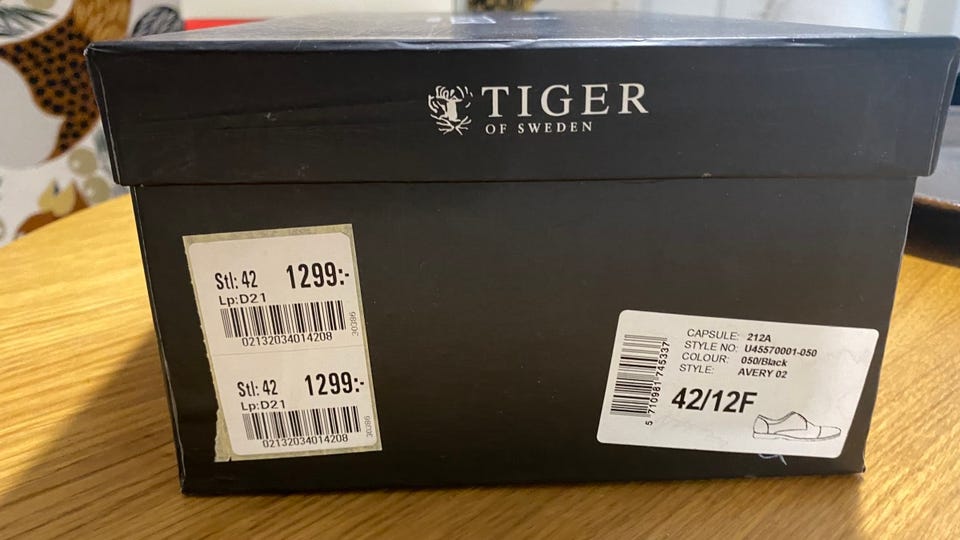 TIGER
OF SWEDEN
Stl: 42 1299:-
Lp:D21
30386
02132034014208
Stl: 42 1299:-
Lp:D21
30386
02132034014208
CAPSULE: 212A
STYLE NO: U45570001-050
COLOUR: 050/Black
STYLE: AVERY 02
42/12F
5 710981 745337